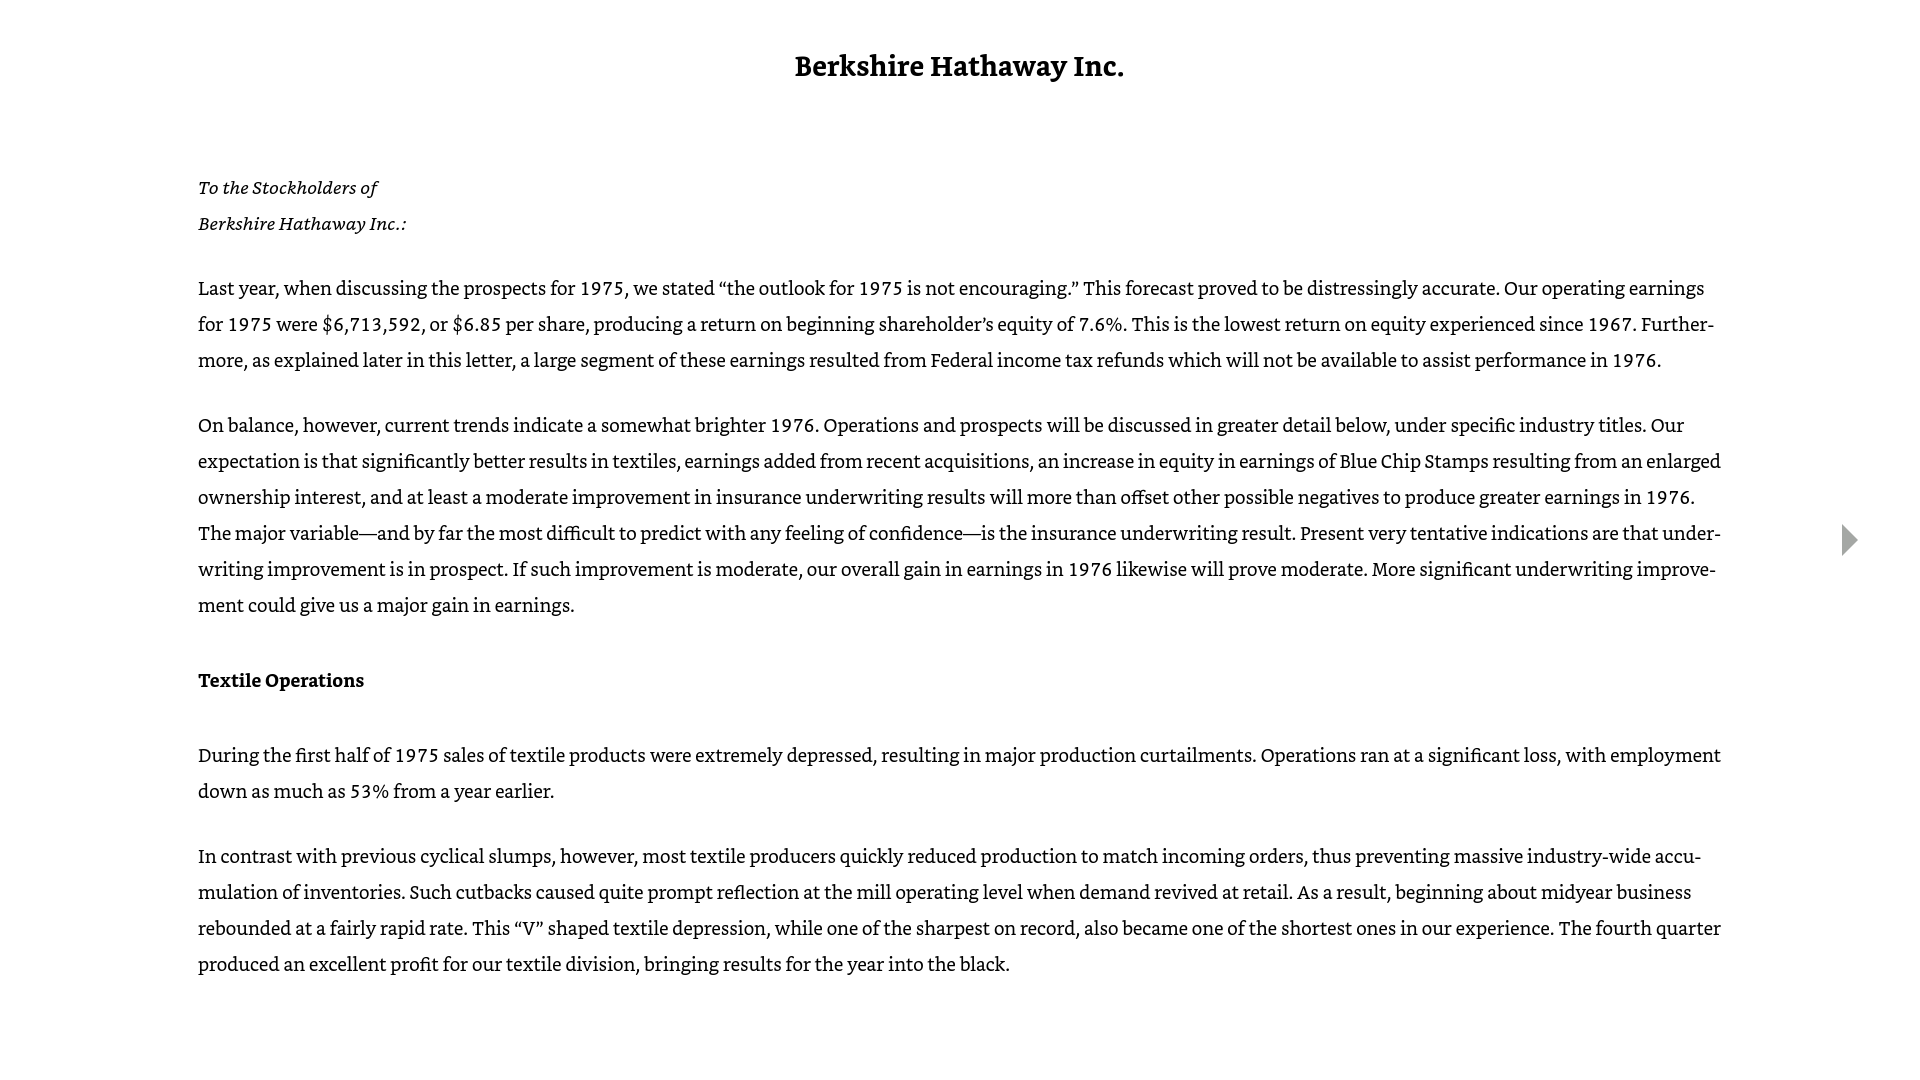 Berkshire Hathaway Inc.
To the Stockholders of
Berkshire Hathaway Inc.:
Last year, when discussing the prospects for 1975, we stated “the outlook for 1975 is not encouraging.” This forecast proved to be distressingly accurate. Our operating earnings
for 1975 were $6,713,592, or $6.85 per share, producing a return on beginning shareholder’s equity of 7.6%. This is the lowest return on equity experienced since 1967. Further-
more, as explained later in this letter, a large segment of these earnings resulted from Federal income tax refunds which will not be available to assist performance in 1976.
On balance, however, current trends indicate a somewhat brighter 1976. Operations and prospects will be discussed in greater detail below, under specific industry titles. Our
expectation is that significantly better results in textiles, earnings added from recent acquisitions, an increase in equity in earnings of Blue Chip Stamps resulting from an enlarged
ownership interest, and at least a moderate improvement in insurance underwriting results will more than offset other possible negatives to produce greater earnings in 1976.
The major variable—and by far the most difficult to predict with any feeling of confidence—is the insurance underwriting result. Present very tentative indications are that under-
writing improvement is in prospect. If such improvement is moderate, our overall gain in earnings in 1976 likewise will prove moderate. More significant underwriting improve-
ment could give us a major gain in earnings.
Textile Operations
During the first half of 1975 sales of textile products were extremely depressed, resulting in major production curtailments. Operations ran at a significant loss, with employment
down as much as 53% from a year earlier.
In contrast with previous cyclical slumps, however, most textile producers quickly reduced production to match incoming orders, thus preventing massive industry-wide accu-
mulation of inventories. Such cutbacks caused quite prompt reflection at the mill operating level when demand revived at retail. As a result, beginning about midyear business
rebounded at a fairly rapid rate. This “V” shaped textile depression, while one of the sharpest on record, also became one of the shortest ones in our experience. The fourth quarter
produced an excellent profit for our textile division, bringing results for the year into the black.